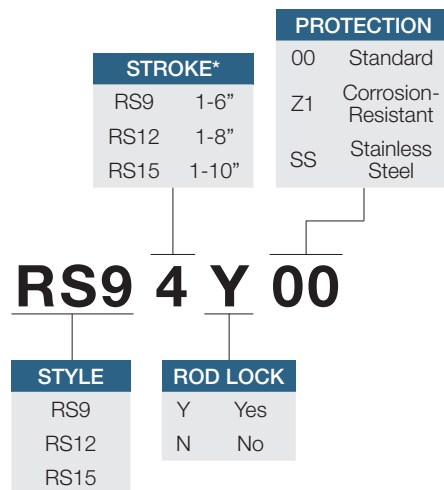 PROTECTION
00 Standard
Z1 Corrosion-
Resistant
SS Stainless
Steel
STROKE*
RS9 1-6”
RS12 1-8”
RS15 1-10”
RS9 4 Y 00
STYLE
RS9
RS12
RS15
ROD LOCK
Y Yes
N No